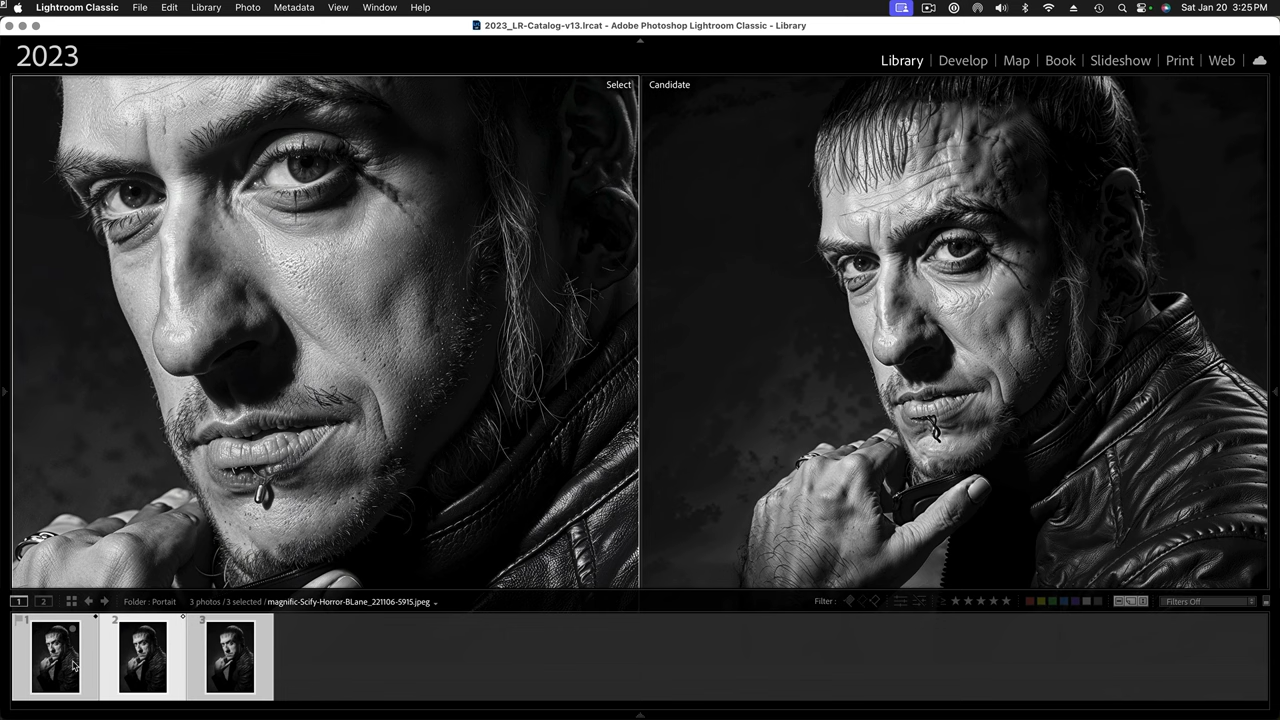 Lightroom Classic File Edit Library Photo Metadata View Window Help Sat Jan 20 3:25 PM
2023_LR-Catalog-v13.lrcat - Adobe Photoshop Lightroom Classic - Library
2023 Library Develop Map Book Slideshow Print Web
Select Candidate
1 2 Folder : Portait 3 photos / 3 selected / magnific-Scify-Horror-BLane_221106-5915.jpeg Filter : Filters Off
1 2 3